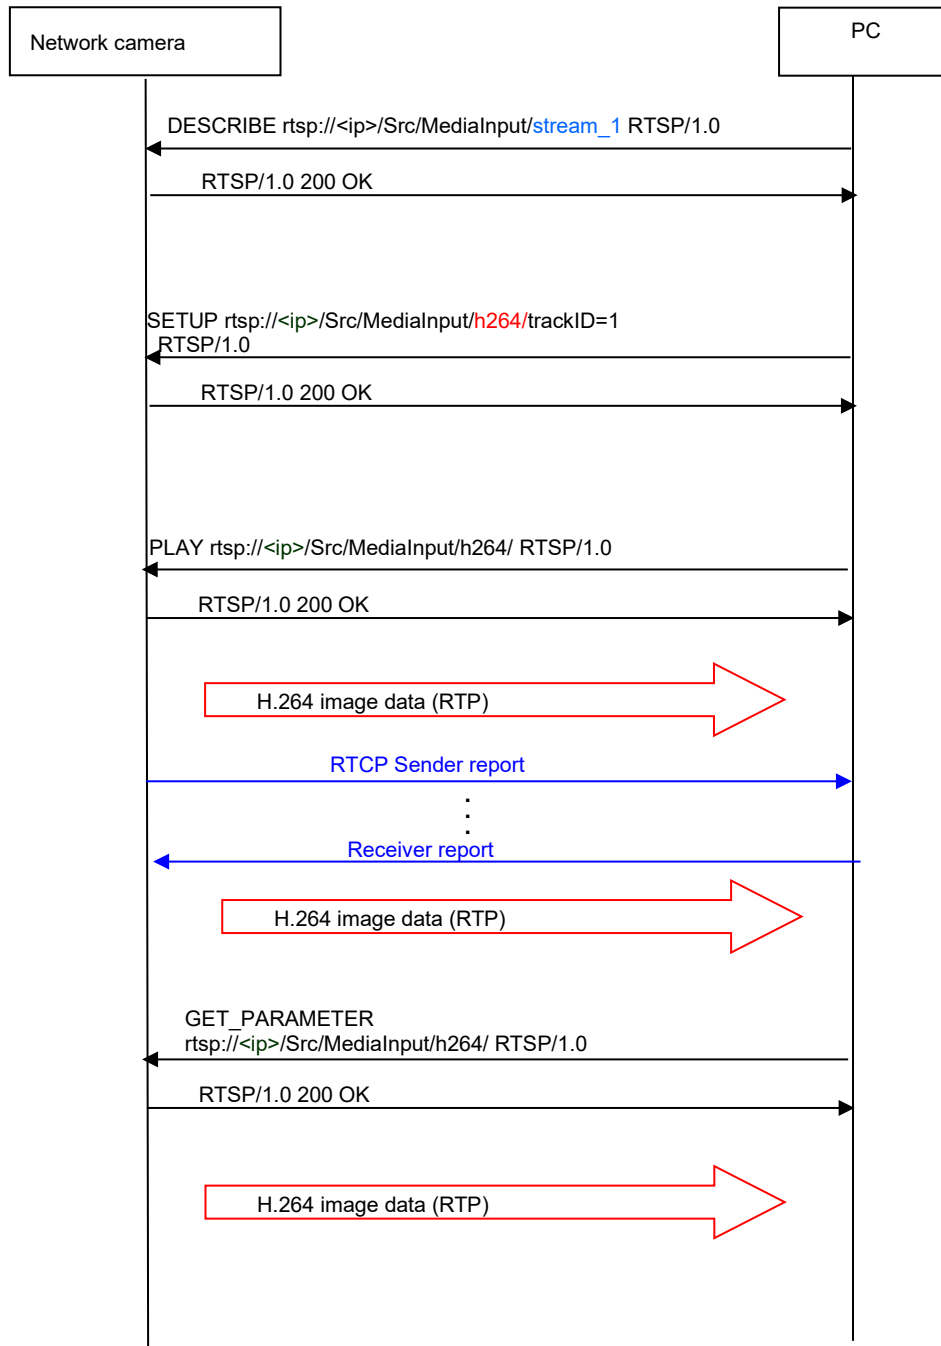 Network camera
PC
DESCRIBE rtsp://<ip>/Src/MediaInput/stream_1 RTSP/1.0
RTSP/1.0 200 OK
SETUP rtsp://<ip>/Src/MediaInput/h264/trackID=1
RTSP/1.0
RTSP/1.0 200 OK
PLAY rtsp://<ip>/Src/MediaInput/h264/ RTSP/1.0
RTSP/1.0 200 OK
H.264 image data (RTP)
RTCP Sender report
Receiver report
H.264 image data (RTP)
GET_PARAMETER
rtsp://<ip>/Src/MediaInput/h264/ RTSP/1.0
RTSP/1.0 200 OK
H.264 image data (RTP)